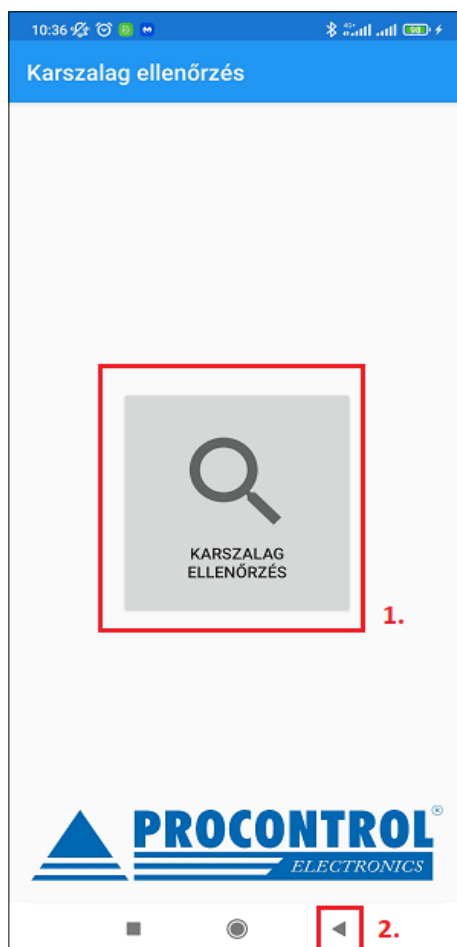 10:36
Karszalag ellenőrzés
KARSZALAG
ELLENŐRZÉS
1.
PROCONTROL®
ELECTRONICS
2.